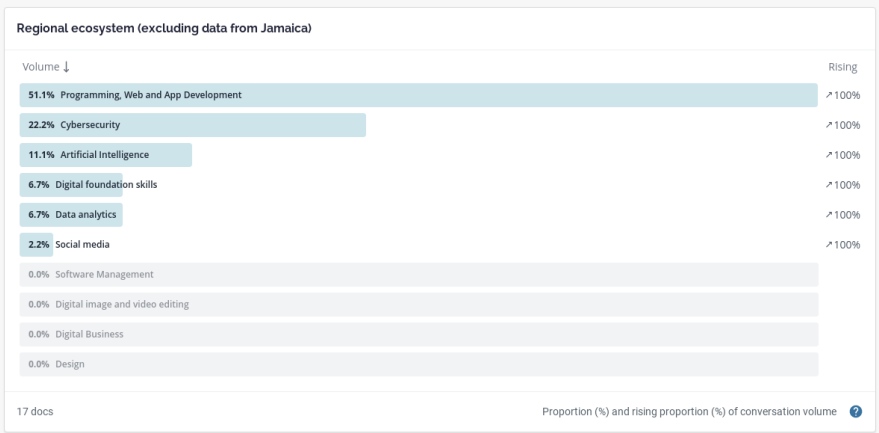 Regional ecosystem (excluding data from Jamaica)
Volume ↓ Rising
51.1% Programming, Web and App Development ↗100%
22.2% Cybersecurity ↗100%
11.1% Artificial Intelligence ↗100%
6.7% Digital foundation skills ↗100%
6.7% Data analytics ↗100%
2.2% Social media ↗100%
0.0% Software Management
0.0% Digital image and video editing
0.0% Digital Business
0.0% Design
17 docs Proportion (%) and rising proportion (%) of conversation volume ?